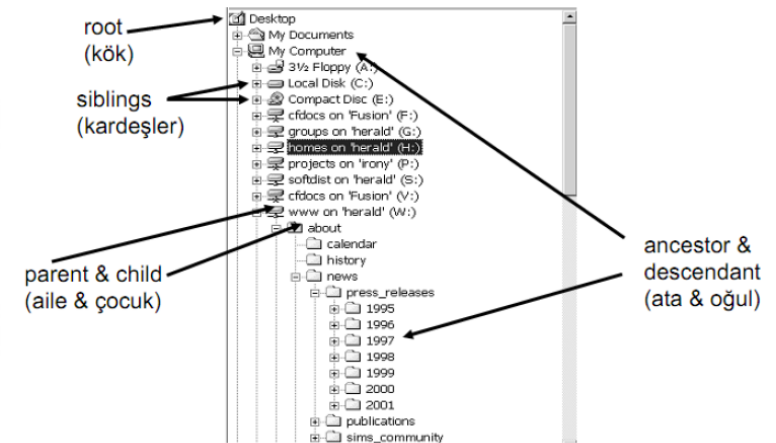 root
(kök)
siblings
(kardeşler)
parent & child
(aile & çocuk)
Desktop
My Documents
My Computer
3½ Floppy (A:)
Local Disk (C:)
Compact Disc (E:)
cfdocs on 'Fusion' (F:)
groups on 'herald' (G:)
homes on 'herald' (H:)
projects on 'irony' (P:)
softdist on 'herald' (S:)
cfdocs on 'Fusion' (V:)
www on 'herald' (W:)
about
calendar
history
news
press_releases
1995
1996
1997
1998
1999
2000
2001
publications
sims_community
ancestor &
descendant
(ata & oğul)